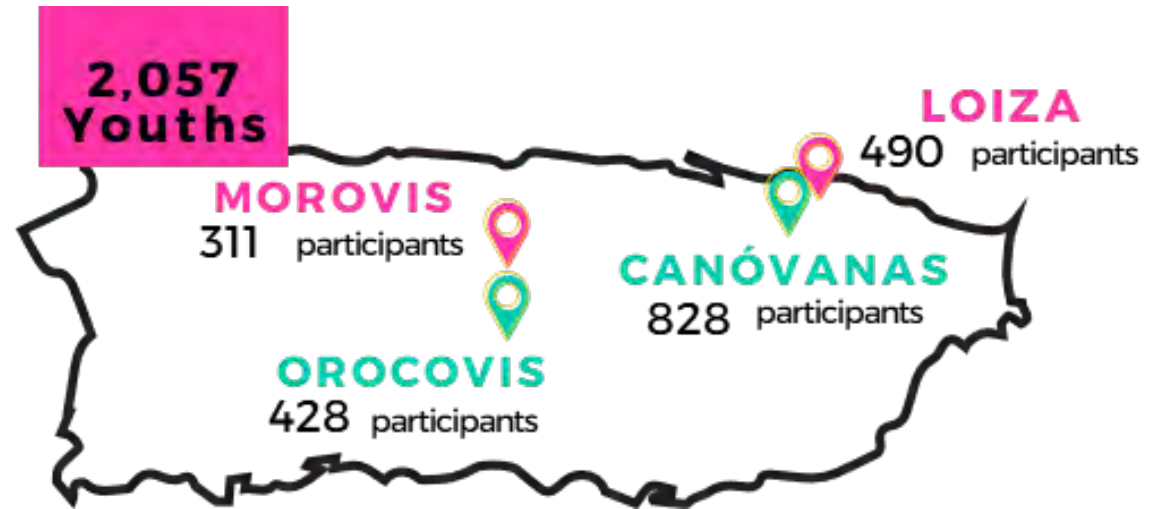 2,057
Youths
LOIZA
490 participants
MOROVIS
311 participants
CANÓVANAS
828 participants
OROCOVIS
428 participants